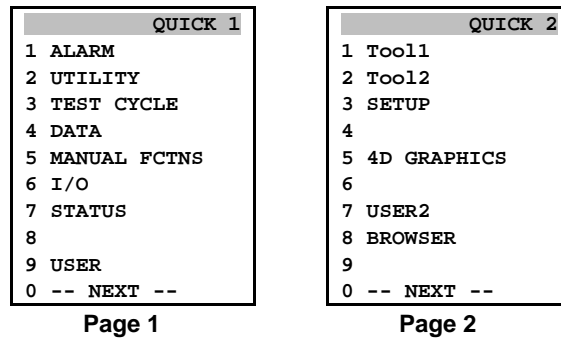 QUICK 1
1 ALARM
2 UTILITY
3 TEST CYCLE
4 DATA
5 MANUAL FCTNS
6 I/O
7 STATUS
8
9 USER
0 -- NEXT --
Page 1
QUICK 2
1 Tool1
2 Tool2
3 SETUP
4
5 4D GRAPHICS
6
7 USER2
8 BROWSER
9
0 -- NEXT --
Page 2